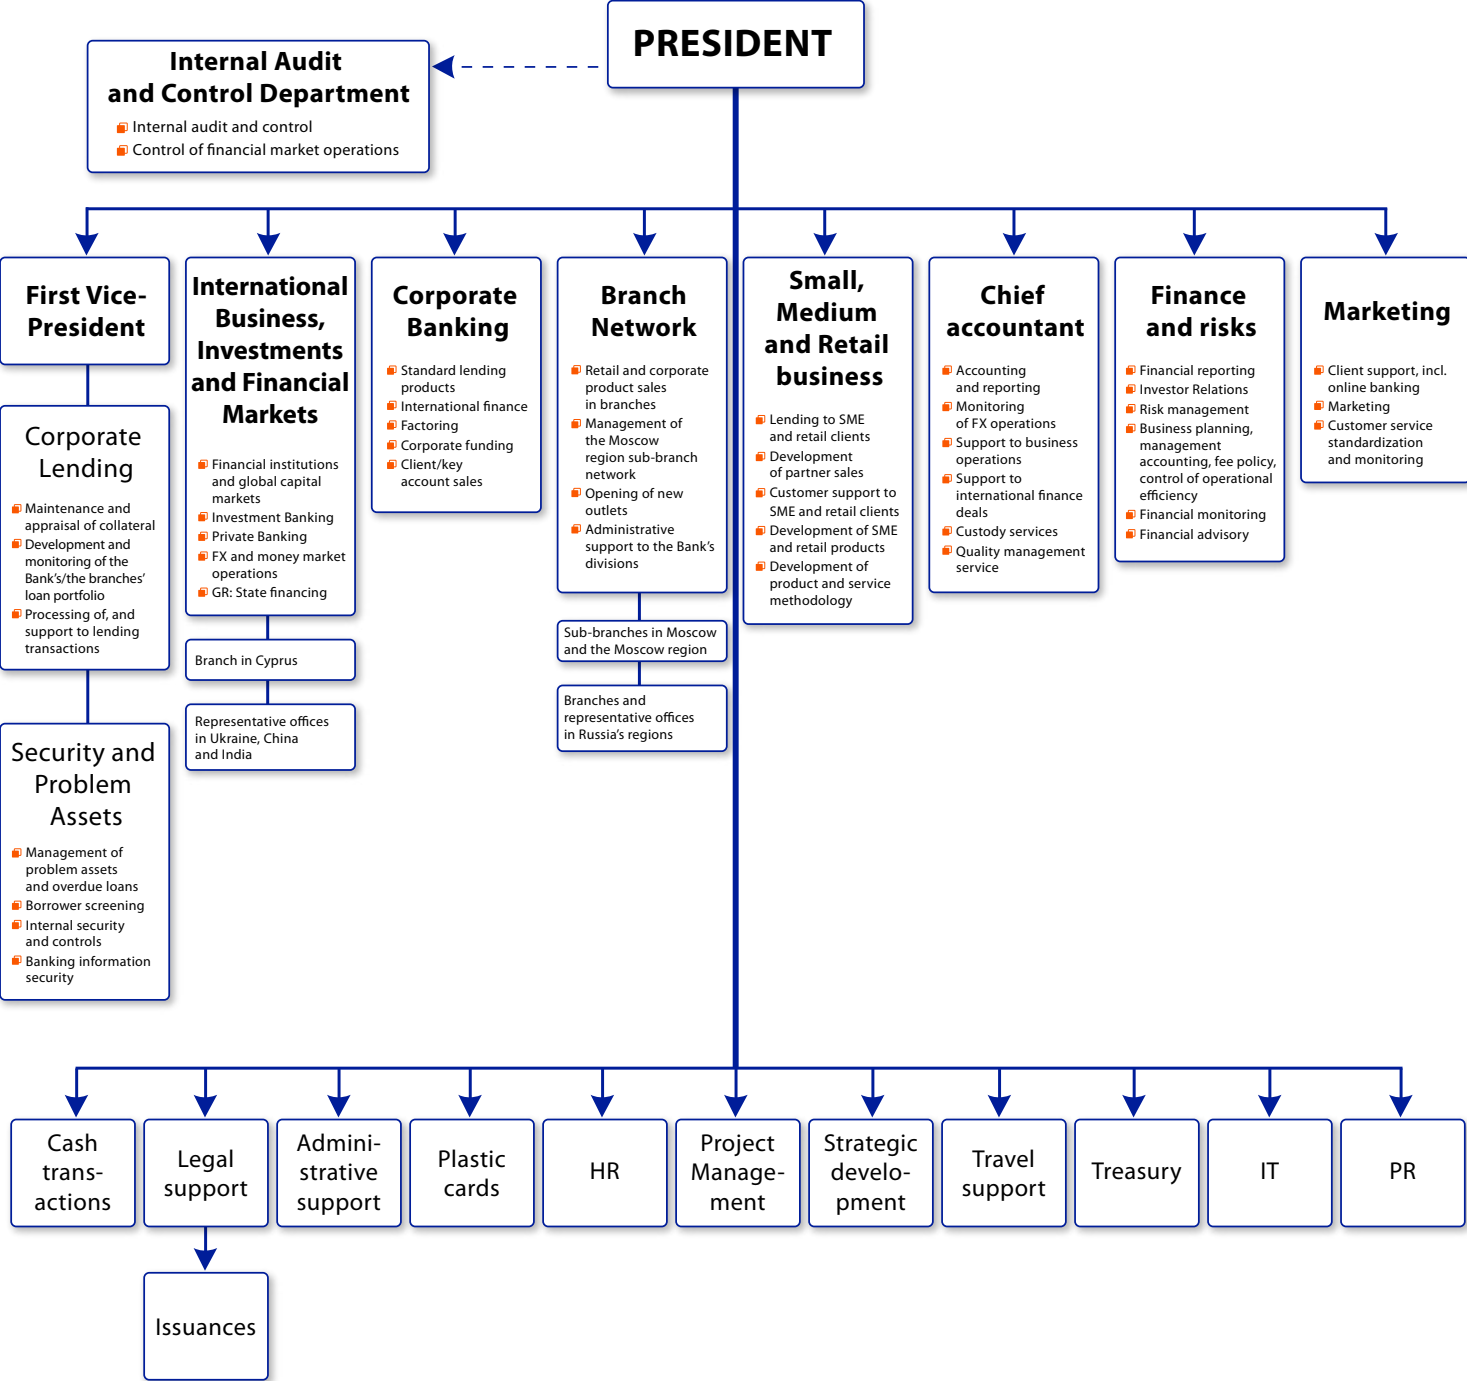 PRESIDENT
Internal Audit
and Control Department
Internal audit and control
Control of financial market operations
First Vice-
President
Corporate
Lending
Maintenance and
appraisal of collateral
Development and
monitoring of the
Bank's/the branches'
loan portfolio
Processing of, and
support to lending
transactions
Security and
Problem
Assets
Management of
problem assets
and overdue loans
Borrower screening
Internal security
and controls
Banking information
security
International
Business,
Investments
and Financial
Markets
Financial institutions
and global capital
markets
Investment Banking
Private Banking
FX and money market
operations
GR: State financing
Branch in Cyprus
Representative offices
in Ukraine, China
and India
Corporate
Banking
Standard lending
products
International finance
Factoring
Corporate funding
Client/key
account sales
Branch
Network
Retail and corporate
product sales
in branches
Management of
the Moscow
region sub-branch
network
Opening of new
outlets
Administrative
support to the Bank's
divisions
Sub-branches in Moscow
and the Moscow region
Branches and
representative offices
in Russia's regions
Small,
Medium
and Retail
business
Lending to SME
and retail clients
Development
of partner sales
Customer support to
SME and retail clients
Development of SME
and retail products
Development of
product and service
methodology
Chief
accountant
Accounting
and reporting
Monitoring
of FX operations
Support to business
operations
Support to
international finance
deals
Custody services
Quality management
service
Finance
and risks
Financial reporting
Investor Relations
Risk management
Business planning,
management
accounting, fee policy,
control of operational
efficiency
Financial monitoring
Financial advisory
Marketing
Client support, incl.
online banking
Marketing
Customer service
standardization
and monitoring
Cash
trans-
actions
Legal
support
Issuances
Admini-
strative
support
Plastic
cards
HR
Project
Manage-
ment
Strategic
develo-
pment
Travel
support
Treasury
IT
PR